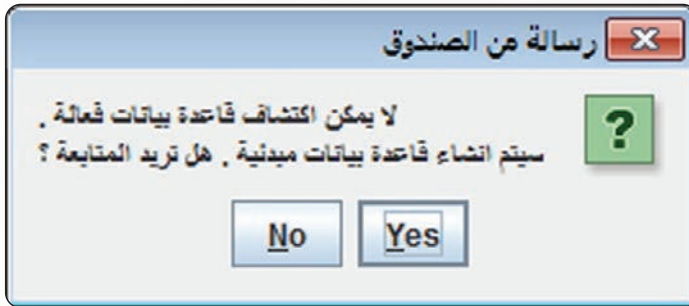 رسالة من الصندوق
لا يمكن اكتشاف قاعدة بيانات فعالة .
سيتم انشاء قاعدة بيانات مبدئية . هل تريد المتابعة ؟
Yes No